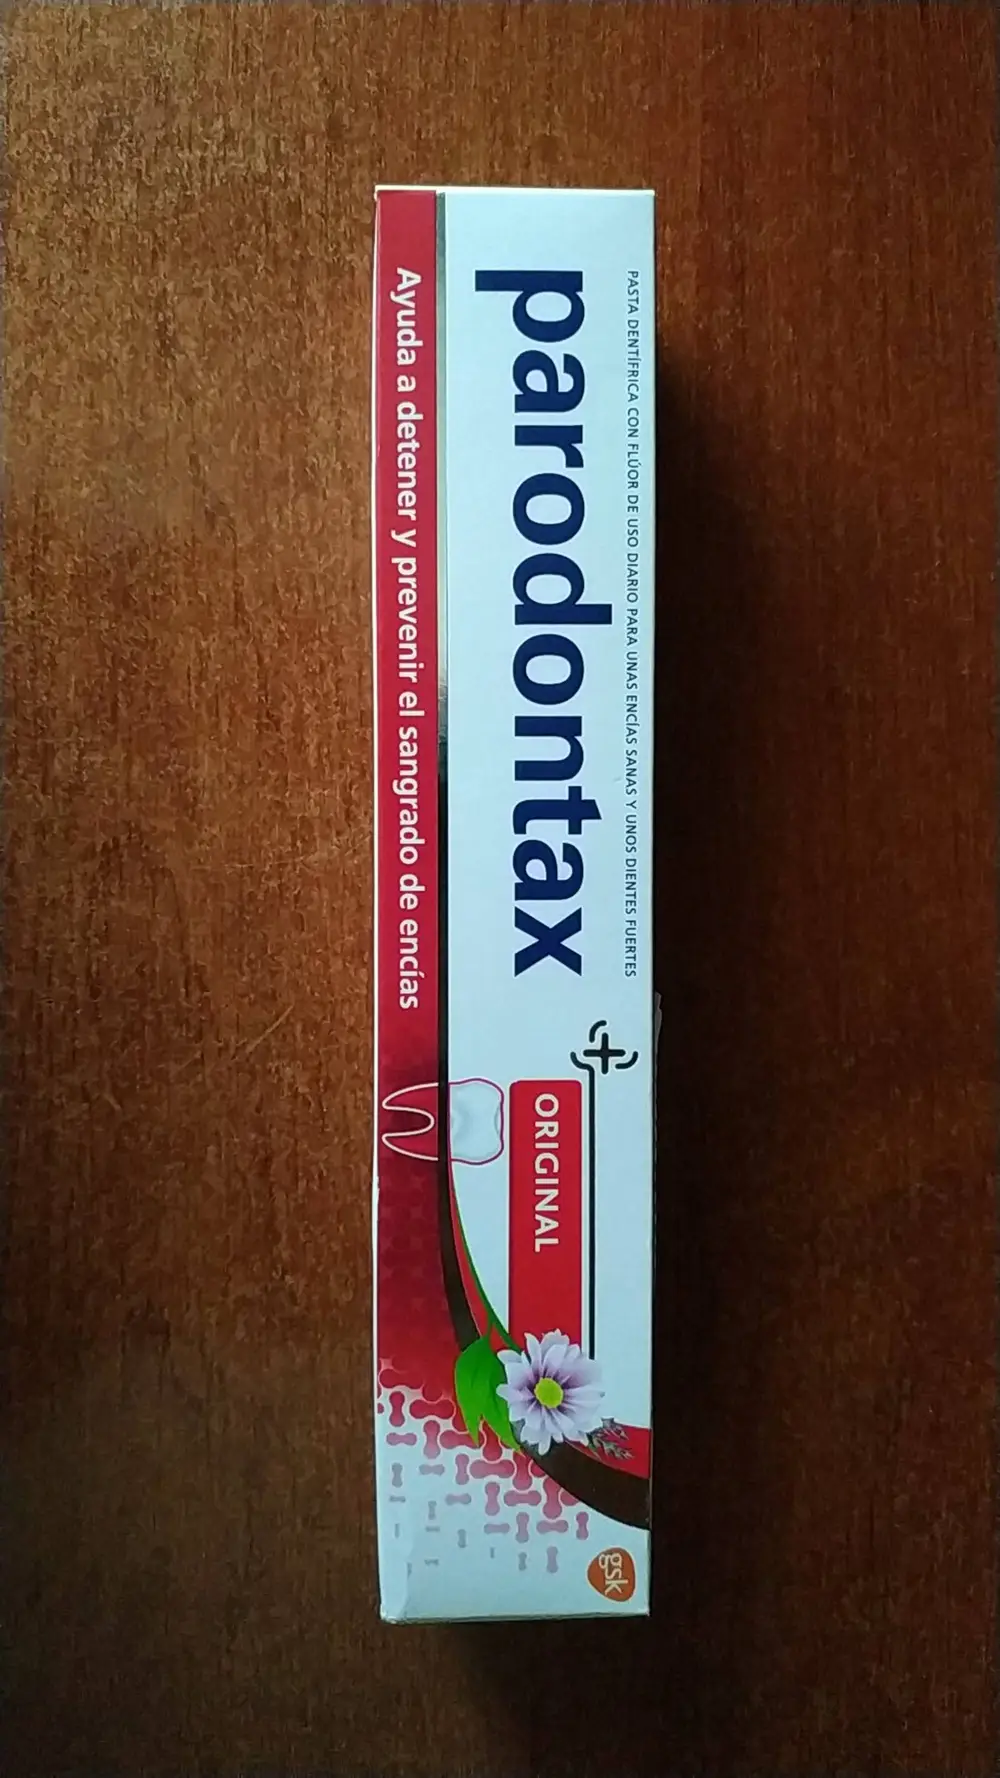 PASTA DENTÍFRICA CON FLÚOR DE USO DIARIO PARA UNAS ENCÍAS SANAS Y UNOS DIENTES FUERTES
parodontax
ORIGINAL
Ayuda a detener y prevenir el sangrado de encías
gsk